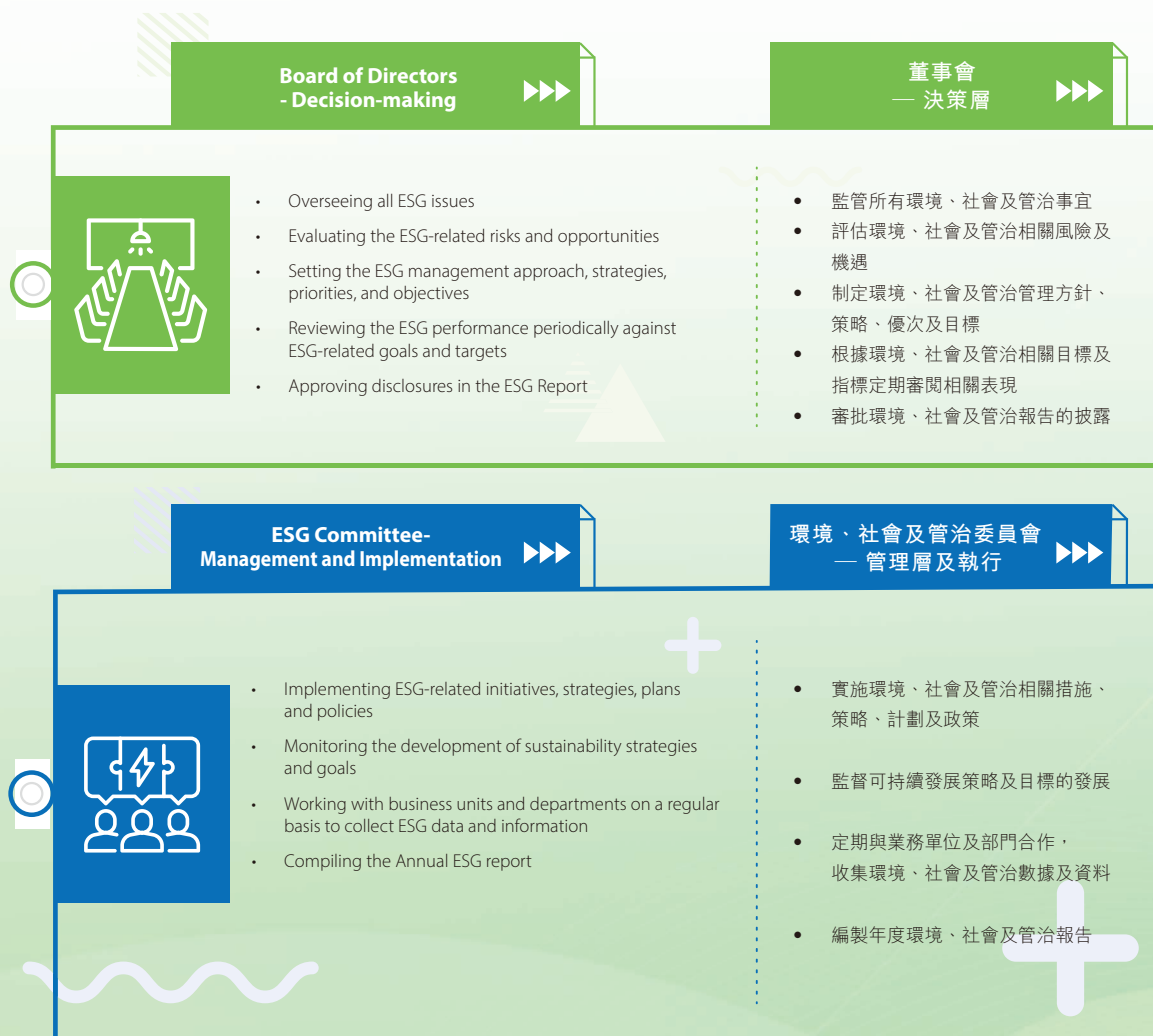 Board of Directors
- Decision-making
董事會
— 決策層
• Overseeing all ESG issues
• Evaluating the ESG-related risks and opportunities
• Setting the ESG management approach, strategies,
priorities, and objectives
• Reviewing the ESG performance periodically against
ESG-related goals and targets
• Approving disclosures in the ESG Report
• 監管所有環境、社會及管治事宜
• 評估環境、社會及管治相關風險及
機遇
• 制定環境、社會及管治管理方針、
策略、優次及目標
• 根據環境、社會及管治相關目標及
指標定期審閱相關表現
• 審批環境、社會及管治報告的披露
ESG Committee-
Management and Implementation
環境、社會及管治委員會
— 管理層及執行
• Implementing ESG-related initiatives, strategies, plans
and policies
• Monitoring the development of sustainability strategies
and goals
• Working with business units and departments on a regular
basis to collect ESG data and information
• Compiling the Annual ESG report
• 實施環境、社會及管治相關措施、
策略、計劃及政策
• 監督可持續發展策略及目標的發展
• 定期與業務單位及部門合作，
收集環境、社會及管治數據及資料
• 編製年度環境、社會及管治報告